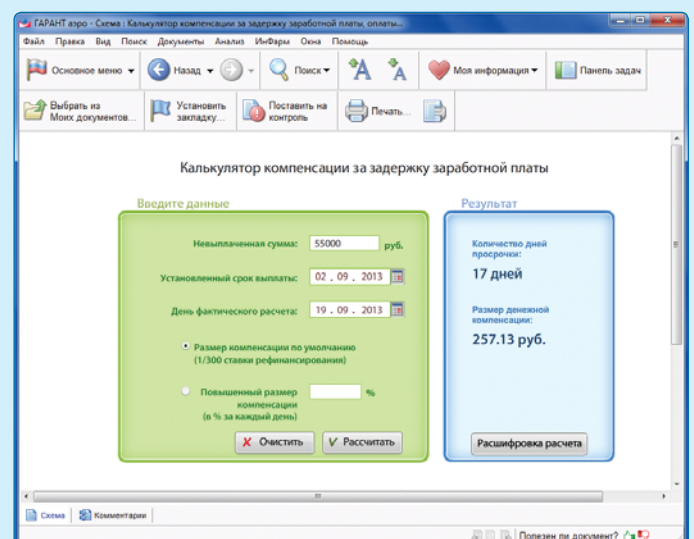 ГАРАНТ аэро - Схема : Калькулятор компенсации за задержку заработной платы, оплаты...
Файл Правка Вид Поиск Документы Анализ ИнФарм Окна Помощь
Основное меню Назад Поиск A A Моя информация Панель задач
Выбрать из
Моих документов...
Установить
закладку...
Поставить на
контроль
Печать...
Калькулятор компенсации за задержку заработной платы
Введите данные
Невыплаченная сумма: 55000 руб.
Установленный срок выплаты: 02 . 09 . 2013
День фактического расчета: 19 . 09 . 2013
Размер компенсации по умолчанию
(1/300 ставки рефинансирования)
Повышенный размер %
компенсации
(в % за каждый день)
Очистить Рассчитать
Результат
Количество дней
просрочки:
17 дней
Размер денежной
компенсации:
257.13 руб.
Расшифровка расчета
Схема Комментарии
Полезен ли документ?